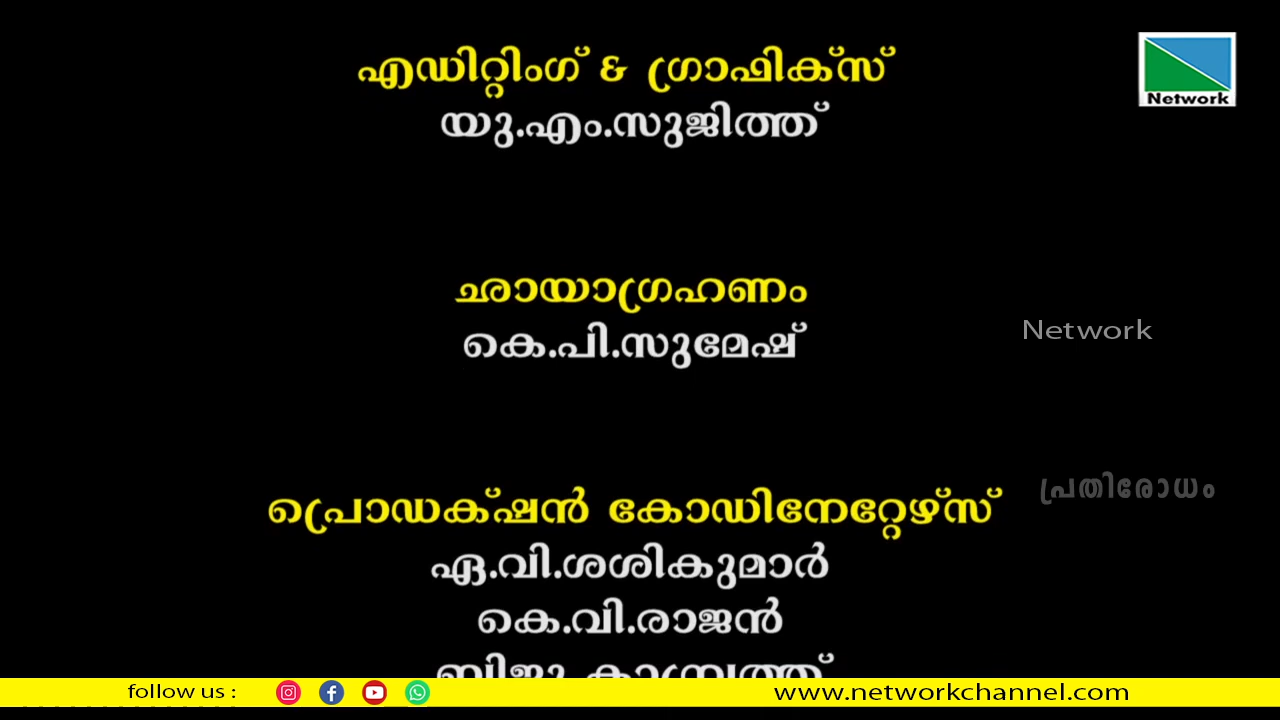 എഡിറ്റിംഗ് & ഗ്രാഫിക്സ്
യു.എം.സുജിത്ത്
Network
ഛായാഗ്രഹണം
കെ.പി.സുമേഷ്
Network
പ്രതിരോധം
പ്രൊഡക്ഷൻ കോഡിനേറ്റേഴ്സ്
ഏ.വി.ശശികുമാർ
കെ.വി.രാജൻ
ബിജു
follow us :
www.networkchannel.com